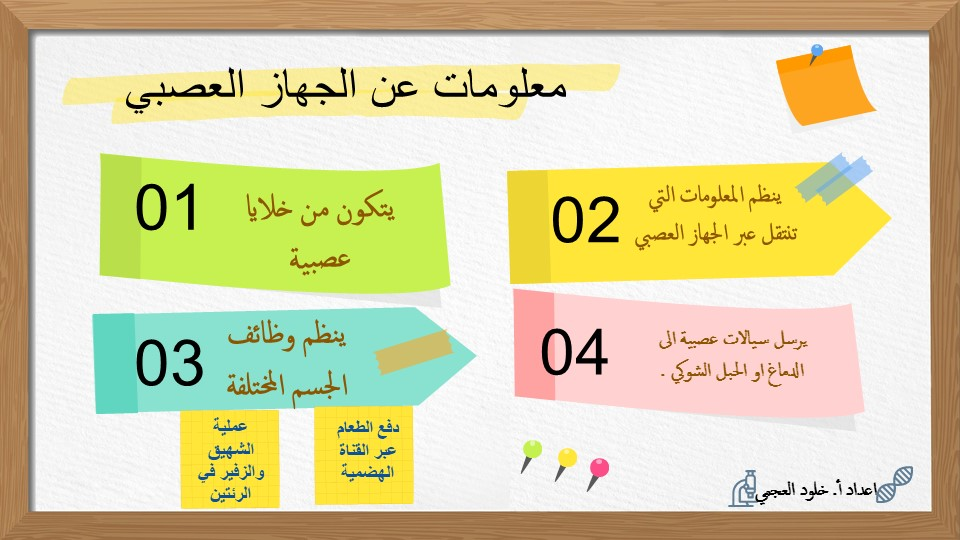 معلومات عن الجهاز العصبي
01
يتكون من خلايا
عصبية
02
ينظم المعلومات التي
تنتقل عبر الجهاز العصبي
03
ينظم وظائف
الجسم المختلفة
04
يرسل سيالات عصبية الى
الدماغ او الحبل الشوكي .
عملية
الشهيق
والزفير في
الرئتين
دفع الطعام
عبر القناة
الهضمية
اعداد أ. خلود العجمي